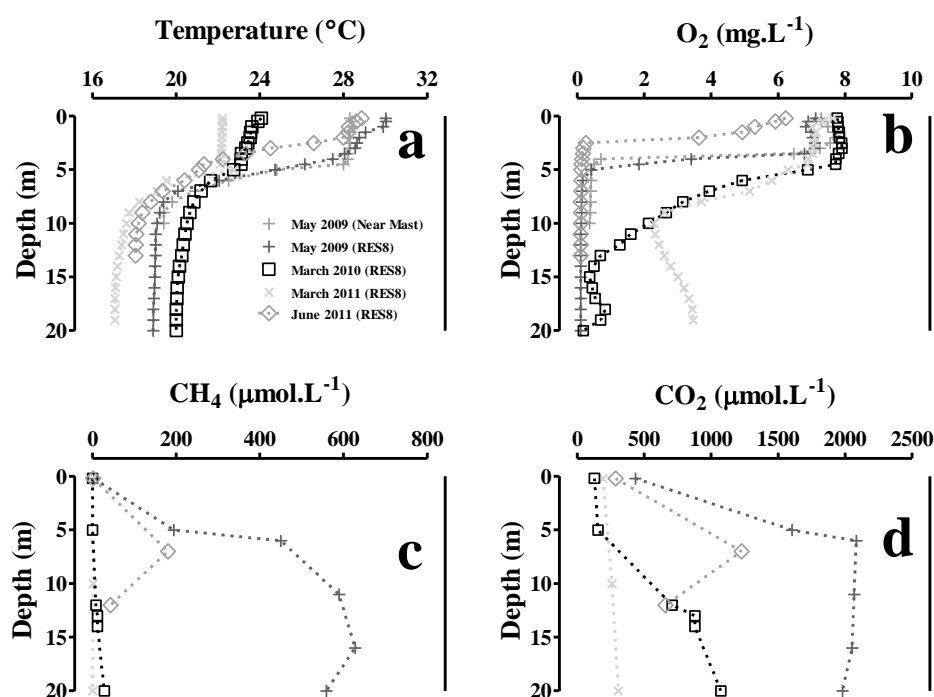 Temperature (°C)
16 20 24 28 32
0
5
10
15
20
Depth (m)
a
May 2009 (Near Mast)
May 2009 (RES8)
March 2010 (RES8)
March 2011 (RES8)
June 2011 (RES8)
O2 (mg.L-1)
0 2 4 6 8 10
0
5
10
15
20
Depth (m)
b
CH4 (μmol.L-1)
0 200 400 600 800
0
5
10
15
20
Depth (m)
c
CO2 (μmol.L-1)
0 500 1000 1500 2000 2500
0
5
10
15
20
Depth (m)
d